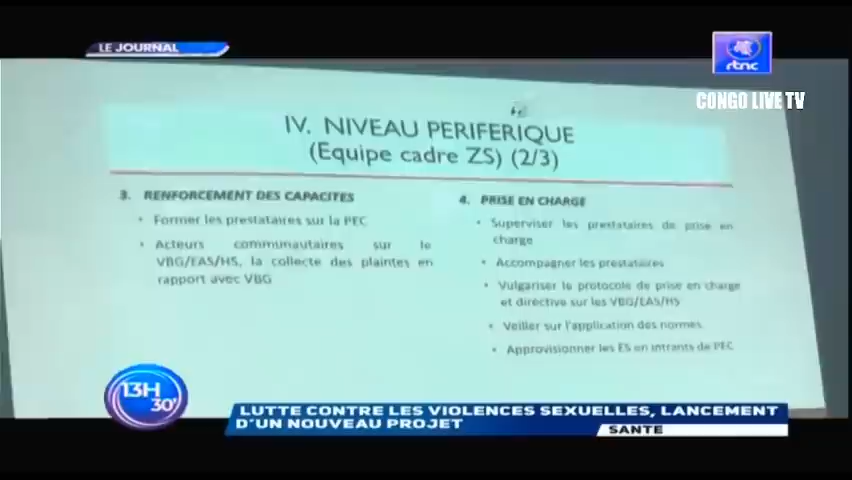 LE JOURNAL
rtnc
CONGO LIVE TV
IV. NIVEAU PERIFERIQUE
(Equipe cadre ZS) (2/3)
3. RENFORCEMENT DES CAPACITES
• Former les prestataires sur la PEC
• Acteurs communautaires sur le
VBG/EAS/HS, la collecte des plaintes en
rapport avec VBG
4. PRISE EN CHARGE
• Superviser les prestataires de prise en
charge
• Accompagner les prestataires
• Vulgariser le protocole de prise en charge
et directive sur les VBG/EAS/HS
• Veiller sur l'application des normes.
• Approvisionner les ES en intrants de PEC
13H
30'
LUTTE CONTRE LES VIOLENCES SEXUELLES, LANCEMENT
D'UN NOUVEAU PROJET
SANTE